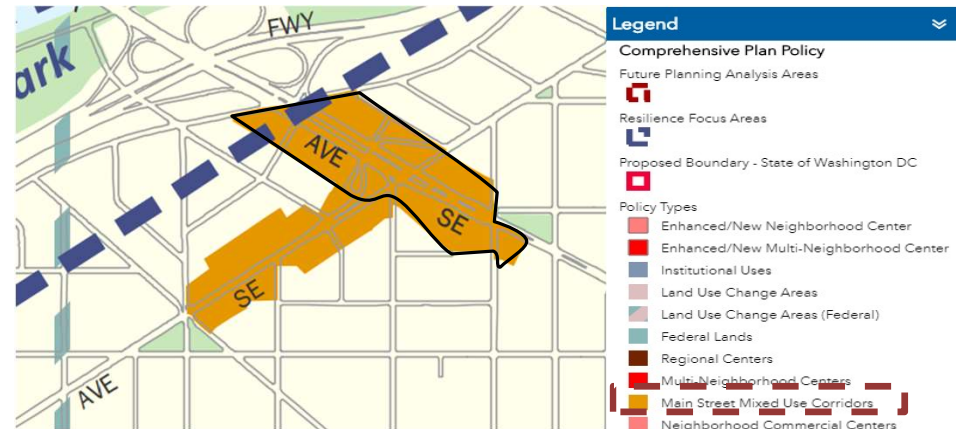 FWY
ark
AVE
SE
SE
AVE
Legend
Comprehensive Plan Policy
Future Planning Analysis Areas
Resilience Focus Areas
Proposed Boundary - State of Washington DC
Policy Types
Enhanced/New Neighborhood Center
Enhanced/New Multi-Neighborhood Center
Institutional Uses
Land Use Change Areas
Land Use Change Areas (Federal)
Federal Lands
Regional Centers
Multi-Neighborhood Centers
Main Street Mixed Use Corridors
Neighborhood Commercial Centers